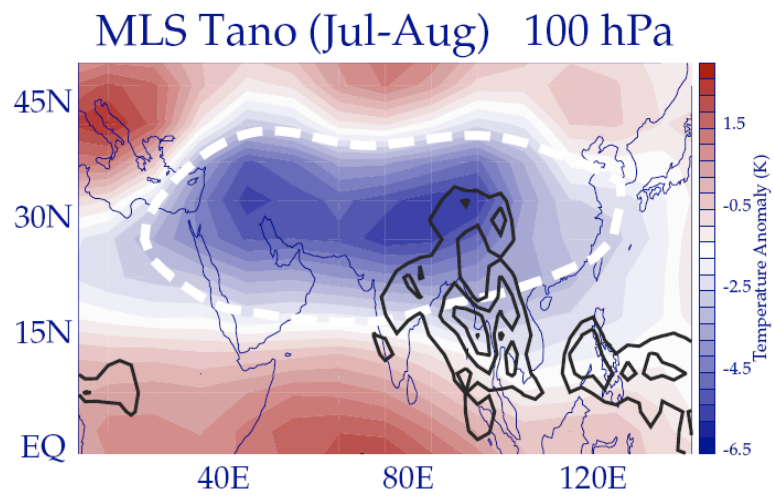 MLS Tano (Jul-Aug) 100 hPa
45N
30N
15N
EQ
40E
80E
120E
1.5
-0.5
-2.5
-4.5
-6.5
Temperature Anomaly (K)